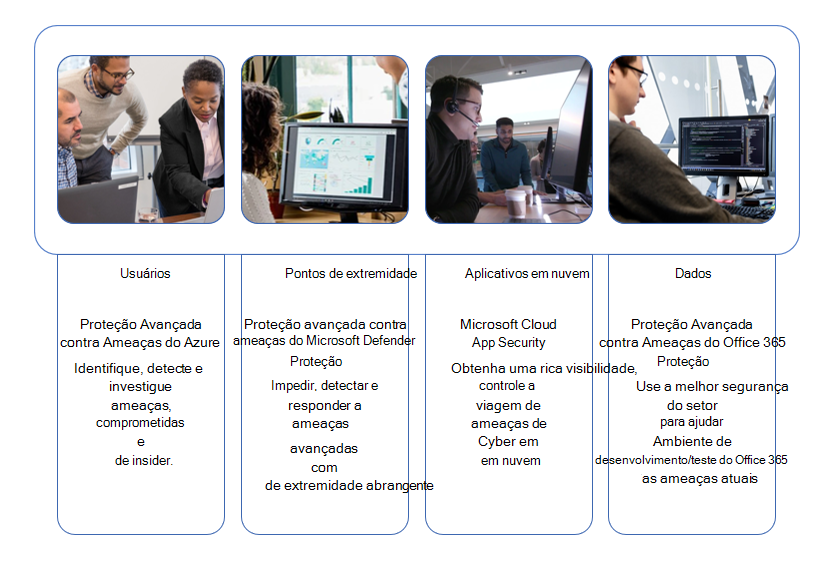 Usuários
Proteção Avançada
contra Ameaças do Azure
Identifique, detecte e
investigue
ameaças,
comprometidas
e
de insider.
Pontos de extremidade
Proteção avançada contra
ameaças do Microsoft Defender
Proteção
Impedir, detectar e
responder a
ameaças
avançadas
com
de extremidade abrangente
Aplicativos em nuvem
Microsoft Cloud
App Security
Obtenha uma rica visibilidade,
controle a
viagem de
ameaças de
Cyber em
em nuvem
Dados
Proteção Avançada
contra Ameaças do Office 365
Proteção
Use a melhor segurança
do setor
para ajudar
Ambiente de
desenvolvimento/teste do Office 365
as ameaças atuais